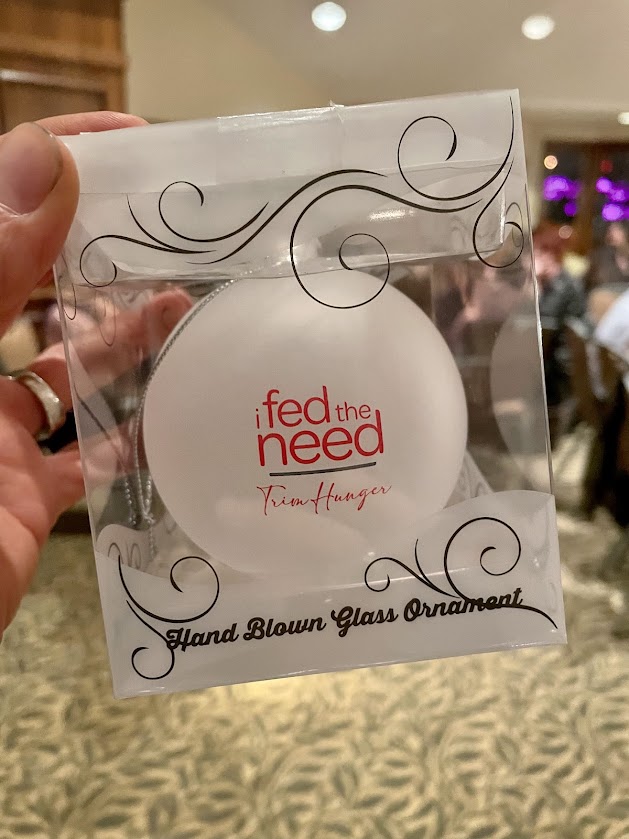 i fed the
need
Trim Hunger
Hand Blown Glass Ornament